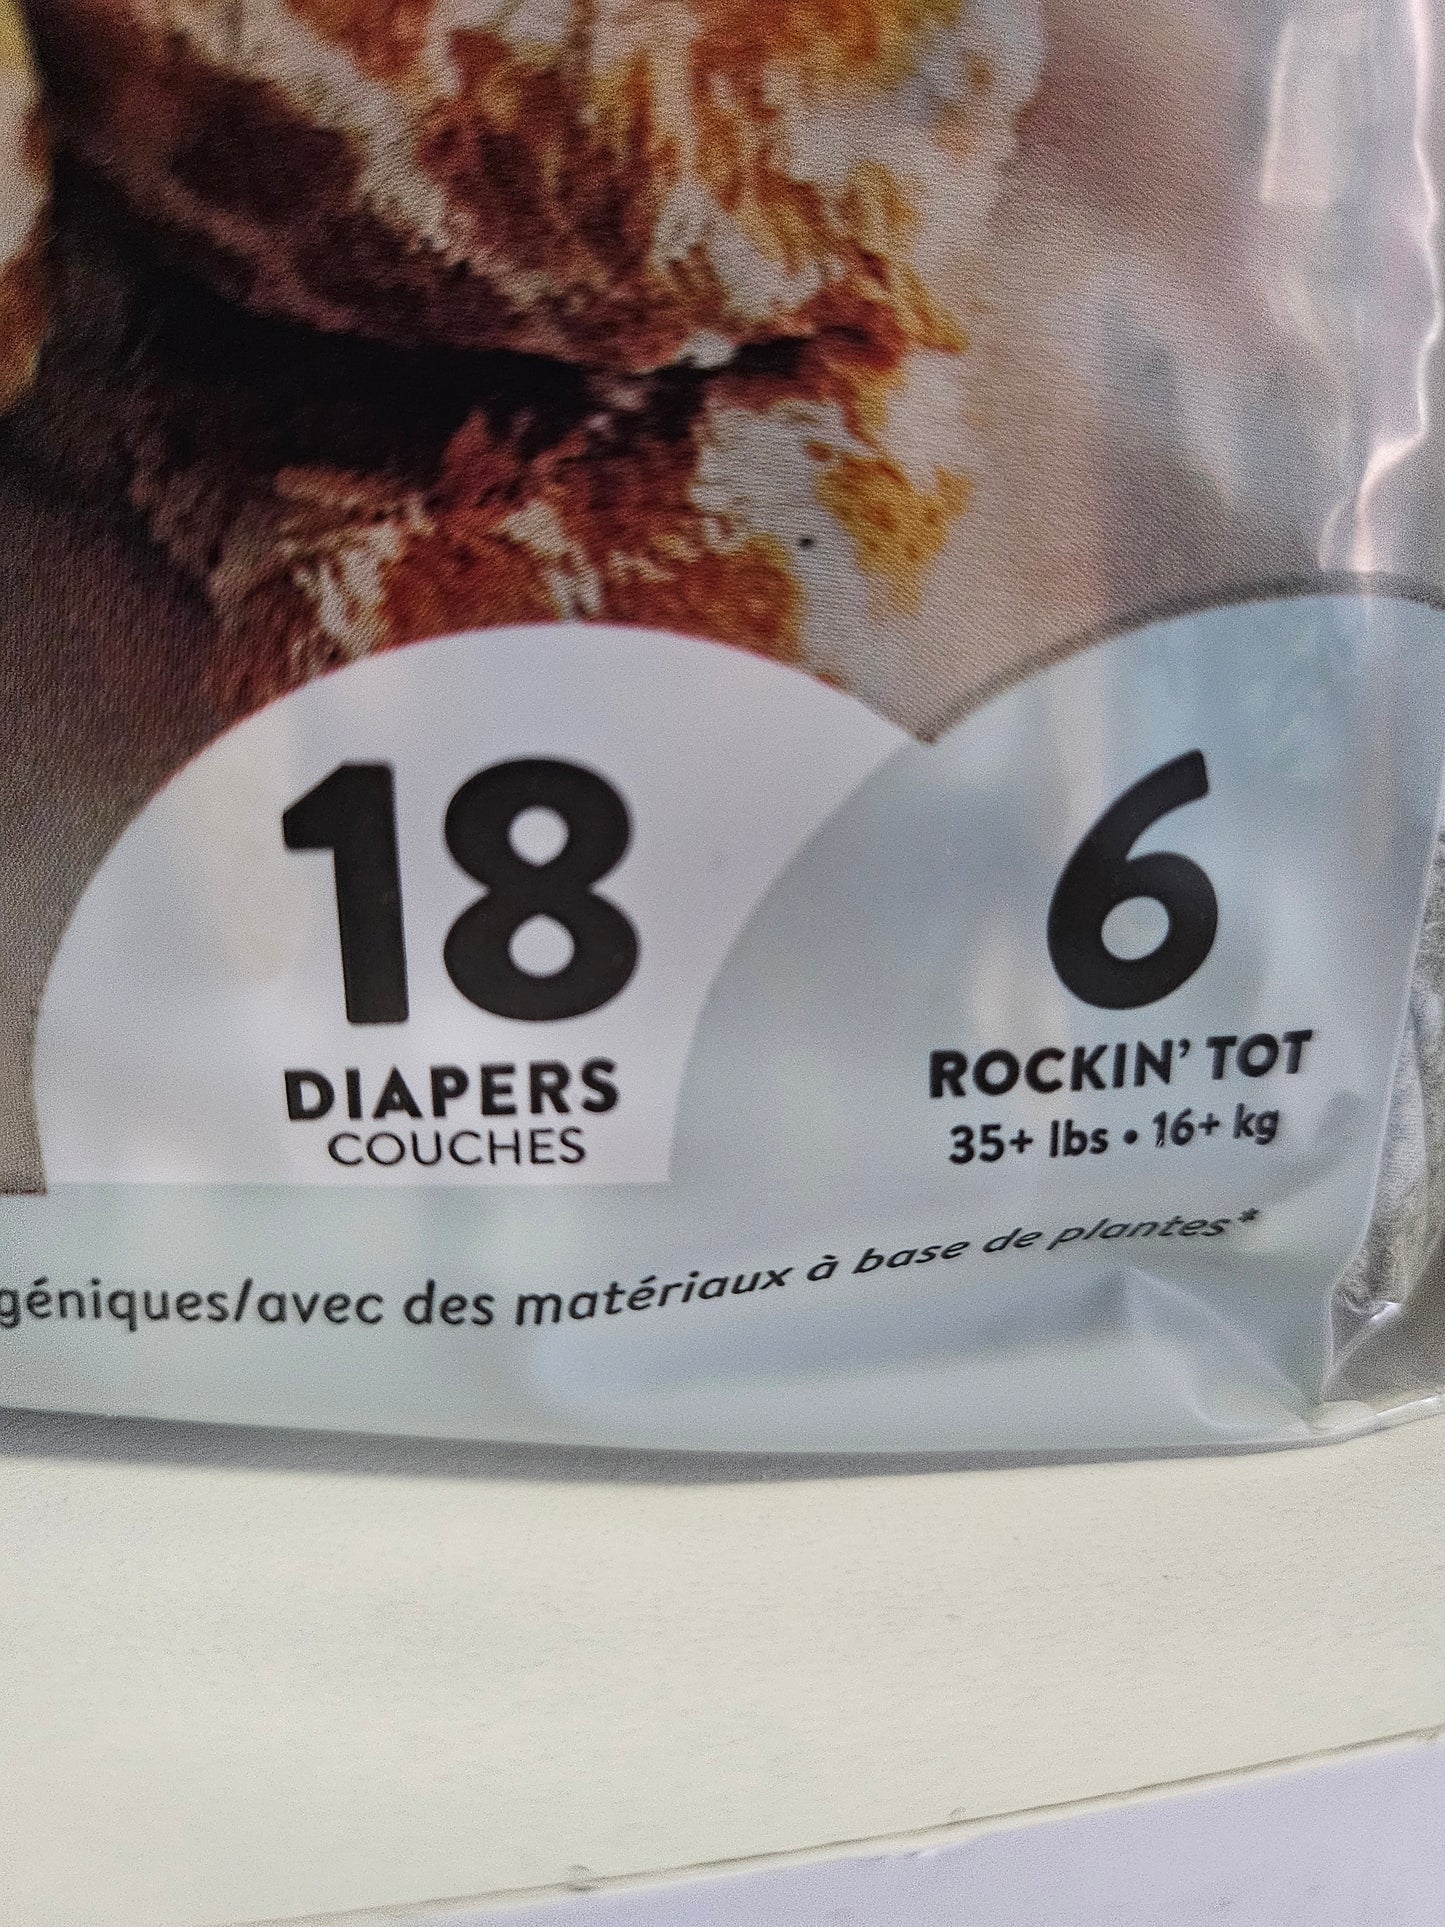 18
DIAPERS
COUCHES
6
ROCKIN' TOT
35+ lbs • 16+ kg
géniques/avec des matériaux à base de plantes*